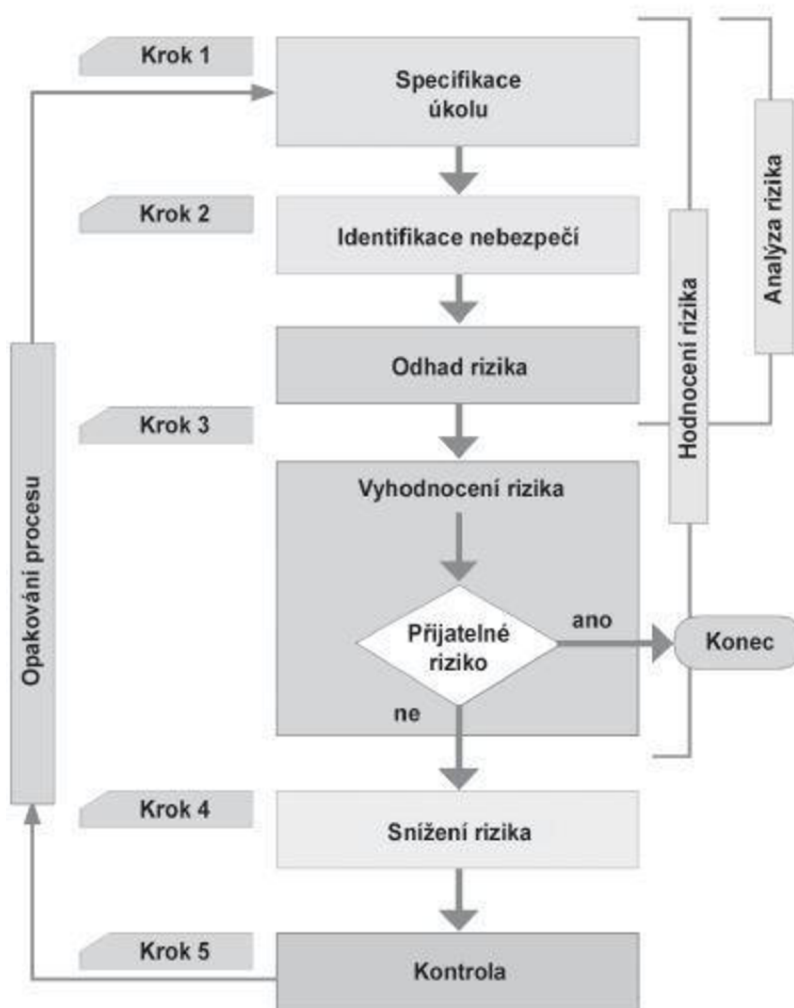 Krok 1
Specifikace
úkolu
Krok 2
Identifikace nebezpečí
Odhad rizika
Krok 3
Vyhodnocení rizika
Přijatelné
riziko
ano
Konec
ne
Krok 4
Snížení rizika
Krok 5
Kontrola
Opakování procesu
Hodnocení rizika
Analýza rizika